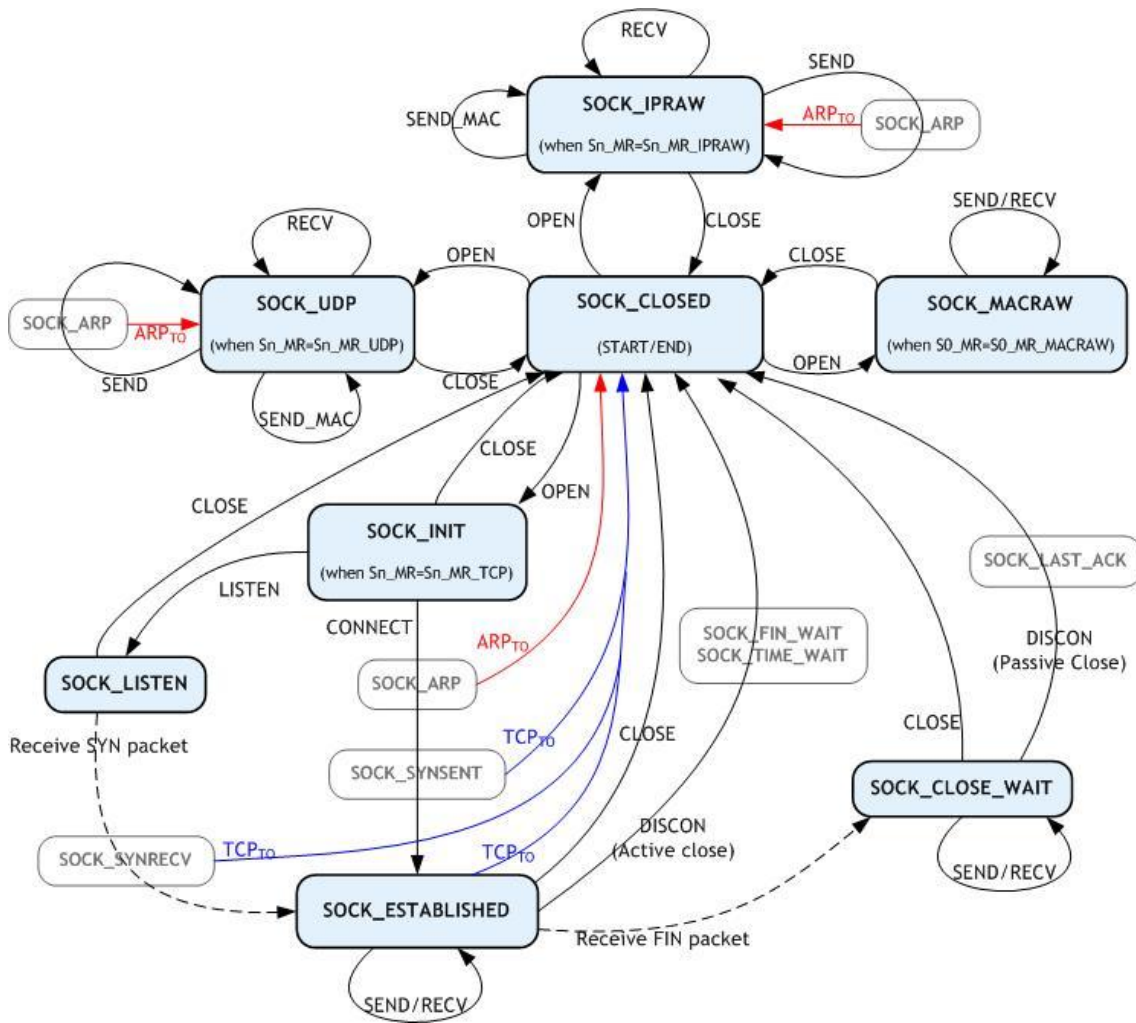 RECV
SEND
SOCK_IPRAW
(when Sn_MR=Sn_MR_IPRAW)
SEND_MAC
ARPTO
SOCK_ARP
OPEN
CLOSE
RECV
OPEN
CLOSE
SEND/RECV
SOCK_UDP
(when Sn_MR=Sn_MR_UDP)
SOCK_ARP
ARPTO
SEND
SEND_MAC
CLOSE
SOCK_CLOSED
(START/END)
SOCK_MACRAW
(when S0_MR=S0_MR_MACRAW)
OPEN
CLOSE
CLOSE
OPEN
SOCK_INIT
(when Sn_MR=Sn_MR_TCP)
LISTEN
CONNECT
SOCK_LISTEN
Receive SYN packet
ARPTO
SOCK_ARP
SOCK_FIN_WAIT
SOCK_TIME_WAIT
SOCK_LAST_ACK
DISCON
(Passive Close)
TCPTO
SOCK_SYNSENT
CLOSE
CLOSE
SOCK_CLOSE_WAIT
SOCK_SYNRECV
TCPTO
TCPTO
DISCON
(Active close)
SEND/RECV
SOCK_ESTABLISHED
Receive FIN packet
SEND/RECV